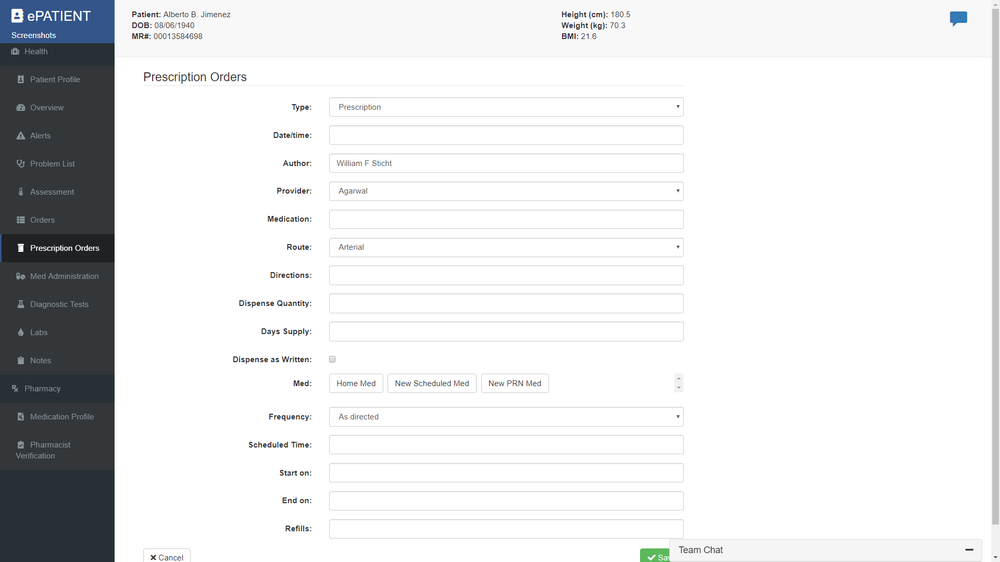 ePATIENT
Screenshots
Health
Patient Profile
Overview
Alerts
Problem List
Assessment
Orders
Prescription Orders
Med Administration
Diagnostic Tests
Labs
Notes
Pharmacy
Medication Profile
Pharmacist
Verification
Patient: Alberto B. Jimenez
DOB: 08/06/1940
MR#: 00013584698
Height (cm): 180.5
Weight (kg): 70.3
BMI: 21.6
Prescription Orders
Type: Prescription
Date/time:
Author: William F Sticht
Provider: Agarwal
Medication:
Route: Arterial
Directions:
Dispense Quantity:
Days Supply:
Dispense as Written:
Med: Home Med New Scheduled Med New PRN Med
Frequency: As directed
Scheduled Time:
Start on:
End on:
Refills:
Cancel
Team Chat